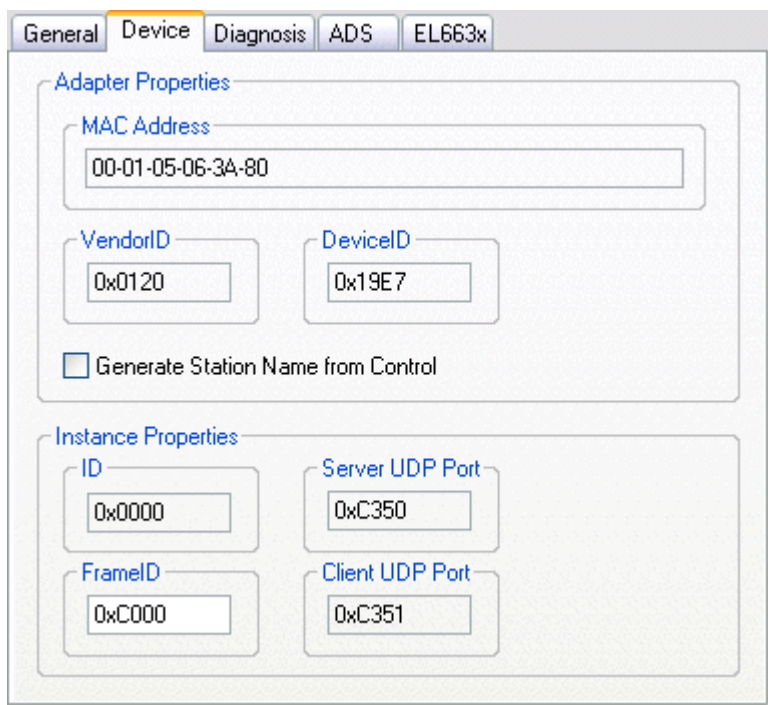 General Device Diagnosis ADS EL663x
Adapter Properties
MAC Address
00-01-05-06-3A-80
VendorID DeviceID
0x0120 0x19E7
Generate Station Name from Control
Instance Properties
ID Server UDP Port
0x0000 0xC350
FrameID Client UDP Port
0xC000 0xC351